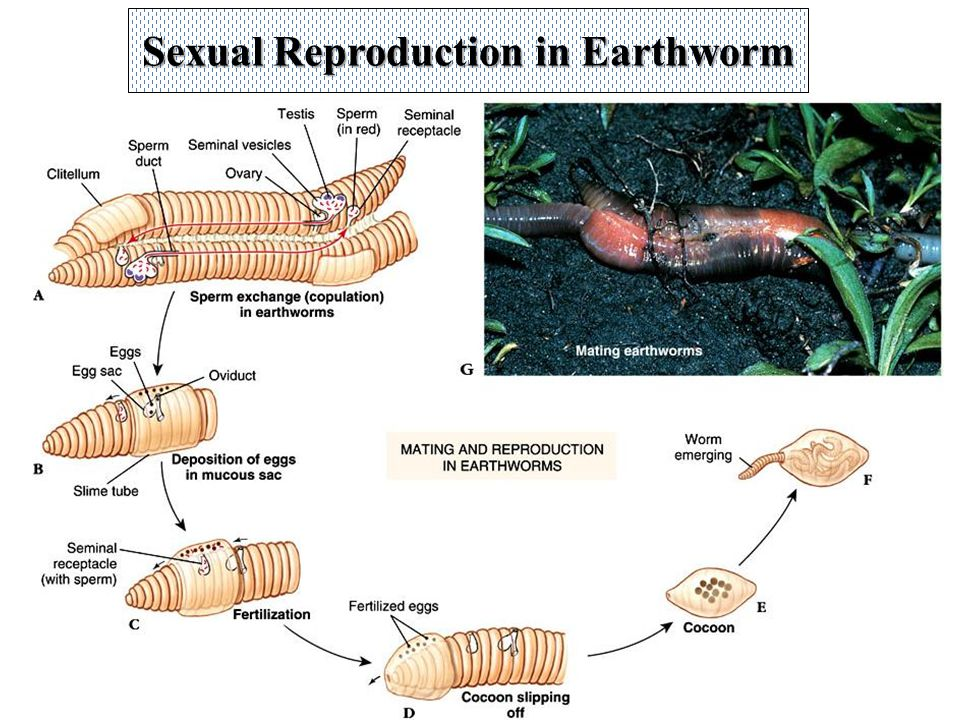 Sexual Reproduction in Earthworm
Testis
Sperm
(in red)
Seminal
receptacle
Seminal vesicles
Sperm
duct
Ovary
Clitellum
A
Sperm exchange (copulation)
in earthworms
Mating earthworms
G
Eggs
Egg sac
Oviduct
B
Deposition of eggs
in mucous sac
Slime tube
MATING AND REPRODUCTION
IN EARTHWORMS
Worm
emerging
F
Seminal
receptacle
(with sperm)
Fertilization
C
Fertilized eggs
E
Cocoon
D
Cocoon slipping
off